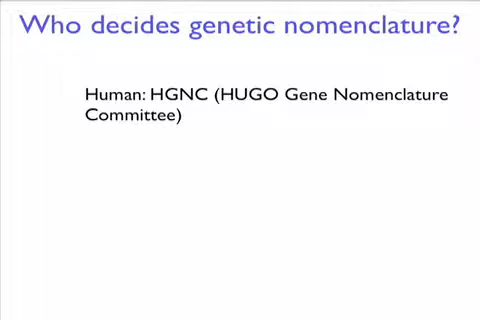 Who decides genetic nomenclature?
Human: HGNC (HUGO Gene Nomenclature
Committee)